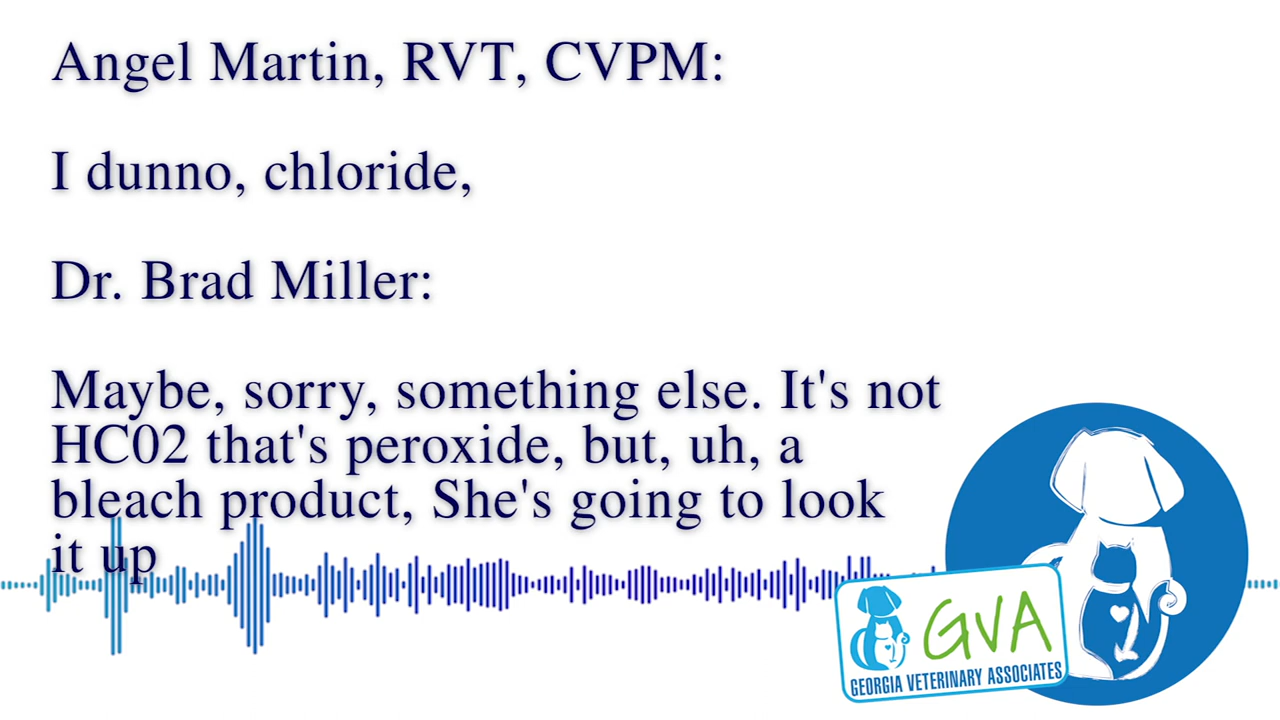 Angel Martin, RVT, CVPM:
I dunno, chloride,
Dr. Brad Miller:
Maybe, sorry, something else. It's not
HC02 that's peroxide, but, uh, a
bleach product, She's going to look
it up
GVA
GEORGIA VETERINARY ASSOCIATES